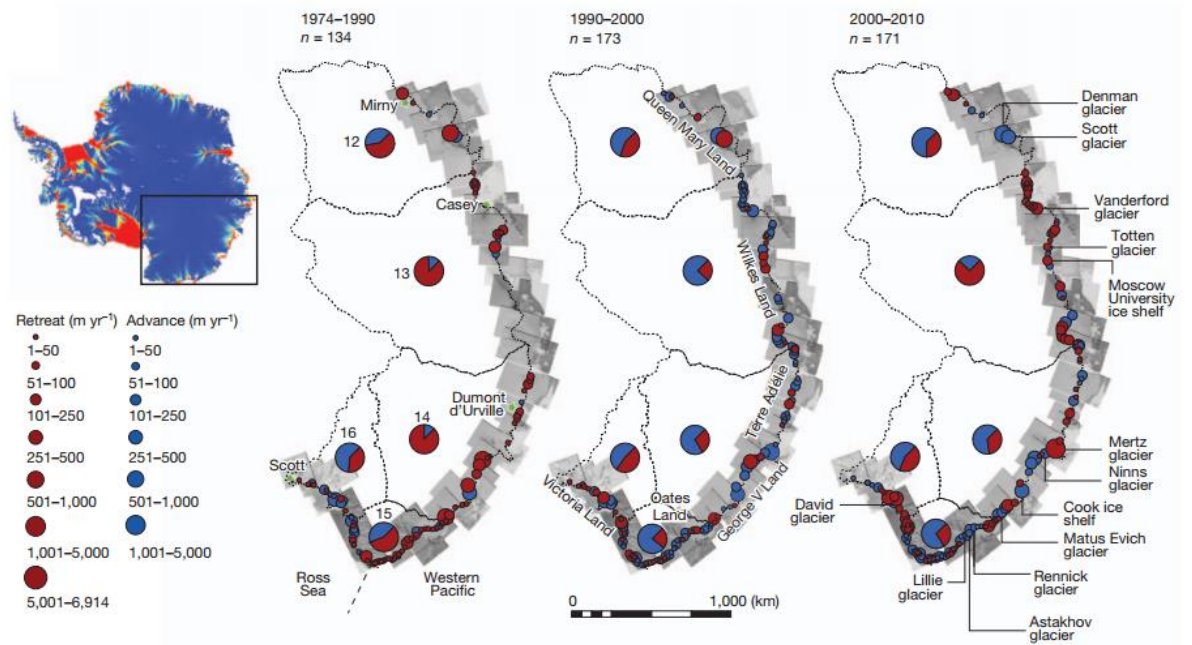 1974–1990
n = 134
1990–2000
n = 173
2000–2010
n = 171
Retreat (m yr⁻¹)
1–50
51–100
101–250
251–500
501–1,000
1,001–5,000
5,001–6,914
Advance (m yr⁻¹)
1–50
51–100
101–250
251–500
501–1,000
1,001–5,000
Mirny
12
Casey
13
Dumont
d'Urville
14
16
Scott
15
Ross
Sea
Western
Pacific
Queen Mary Land
Wilkes Land
Terre Adélie
George V Land
Oates
Land
Victoria Land
0
1,000 (km)
Denman
glacier
Scott
glacier
Vanderford
glacier
Totten
glacier
Moscow
University
ice shelf
Mertz
glacier
Ninns
glacier
Cook ice
shelf
Matus Evich
glacier
Rennick
glacier
Astakhov
glacier
Lillie
glacier
David
glacier